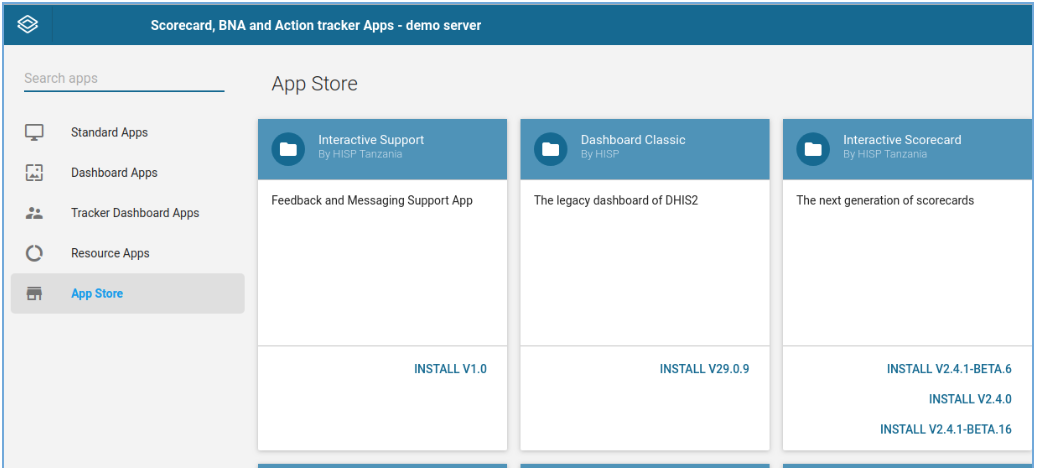 Scorecard, BNA and Action tracker Apps - demo server
Search apps
Standard Apps
Dashboard Apps
Tracker Dashboard Apps
Resource Apps
App Store
App Store
Interactive Support
By HISP Tanzania
Feedback and Messaging Support App
INSTALL V1.0
Dashboard Classic
By HISP
The legacy dashboard of DHIS2
INSTALL V29.0.9
Interactive Scorecard
By HISP Tanzania
The next generation of scorecards
INSTALL V2.4.1-BETA.6
INSTALL V2.4.0
INSTALL V2.4.1-BETA.16